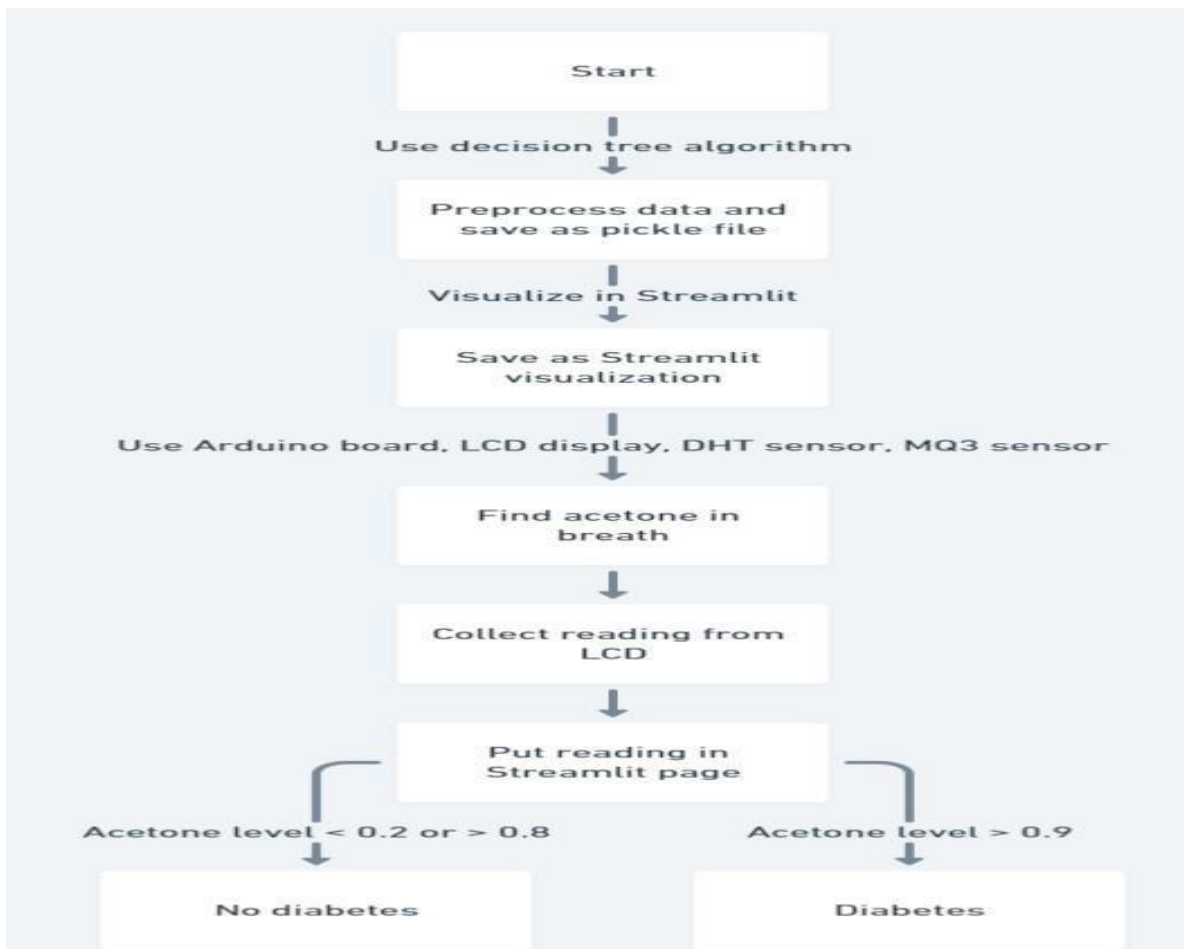 Start
Use decision tree algorithm
Preprocess data and
save as pickle file
Visualize in Streamlit
Save as Streamlit
visualization
Use Arduino board, LCD display, DHT sensor, MQ3 sensor
Find acetone in
breath
Collect reading from
LCD
Put reading in
Streamlit page
Acetone level < 0.2 or > 0.8
Acetone level > 0.9
No diabetes
Diabetes